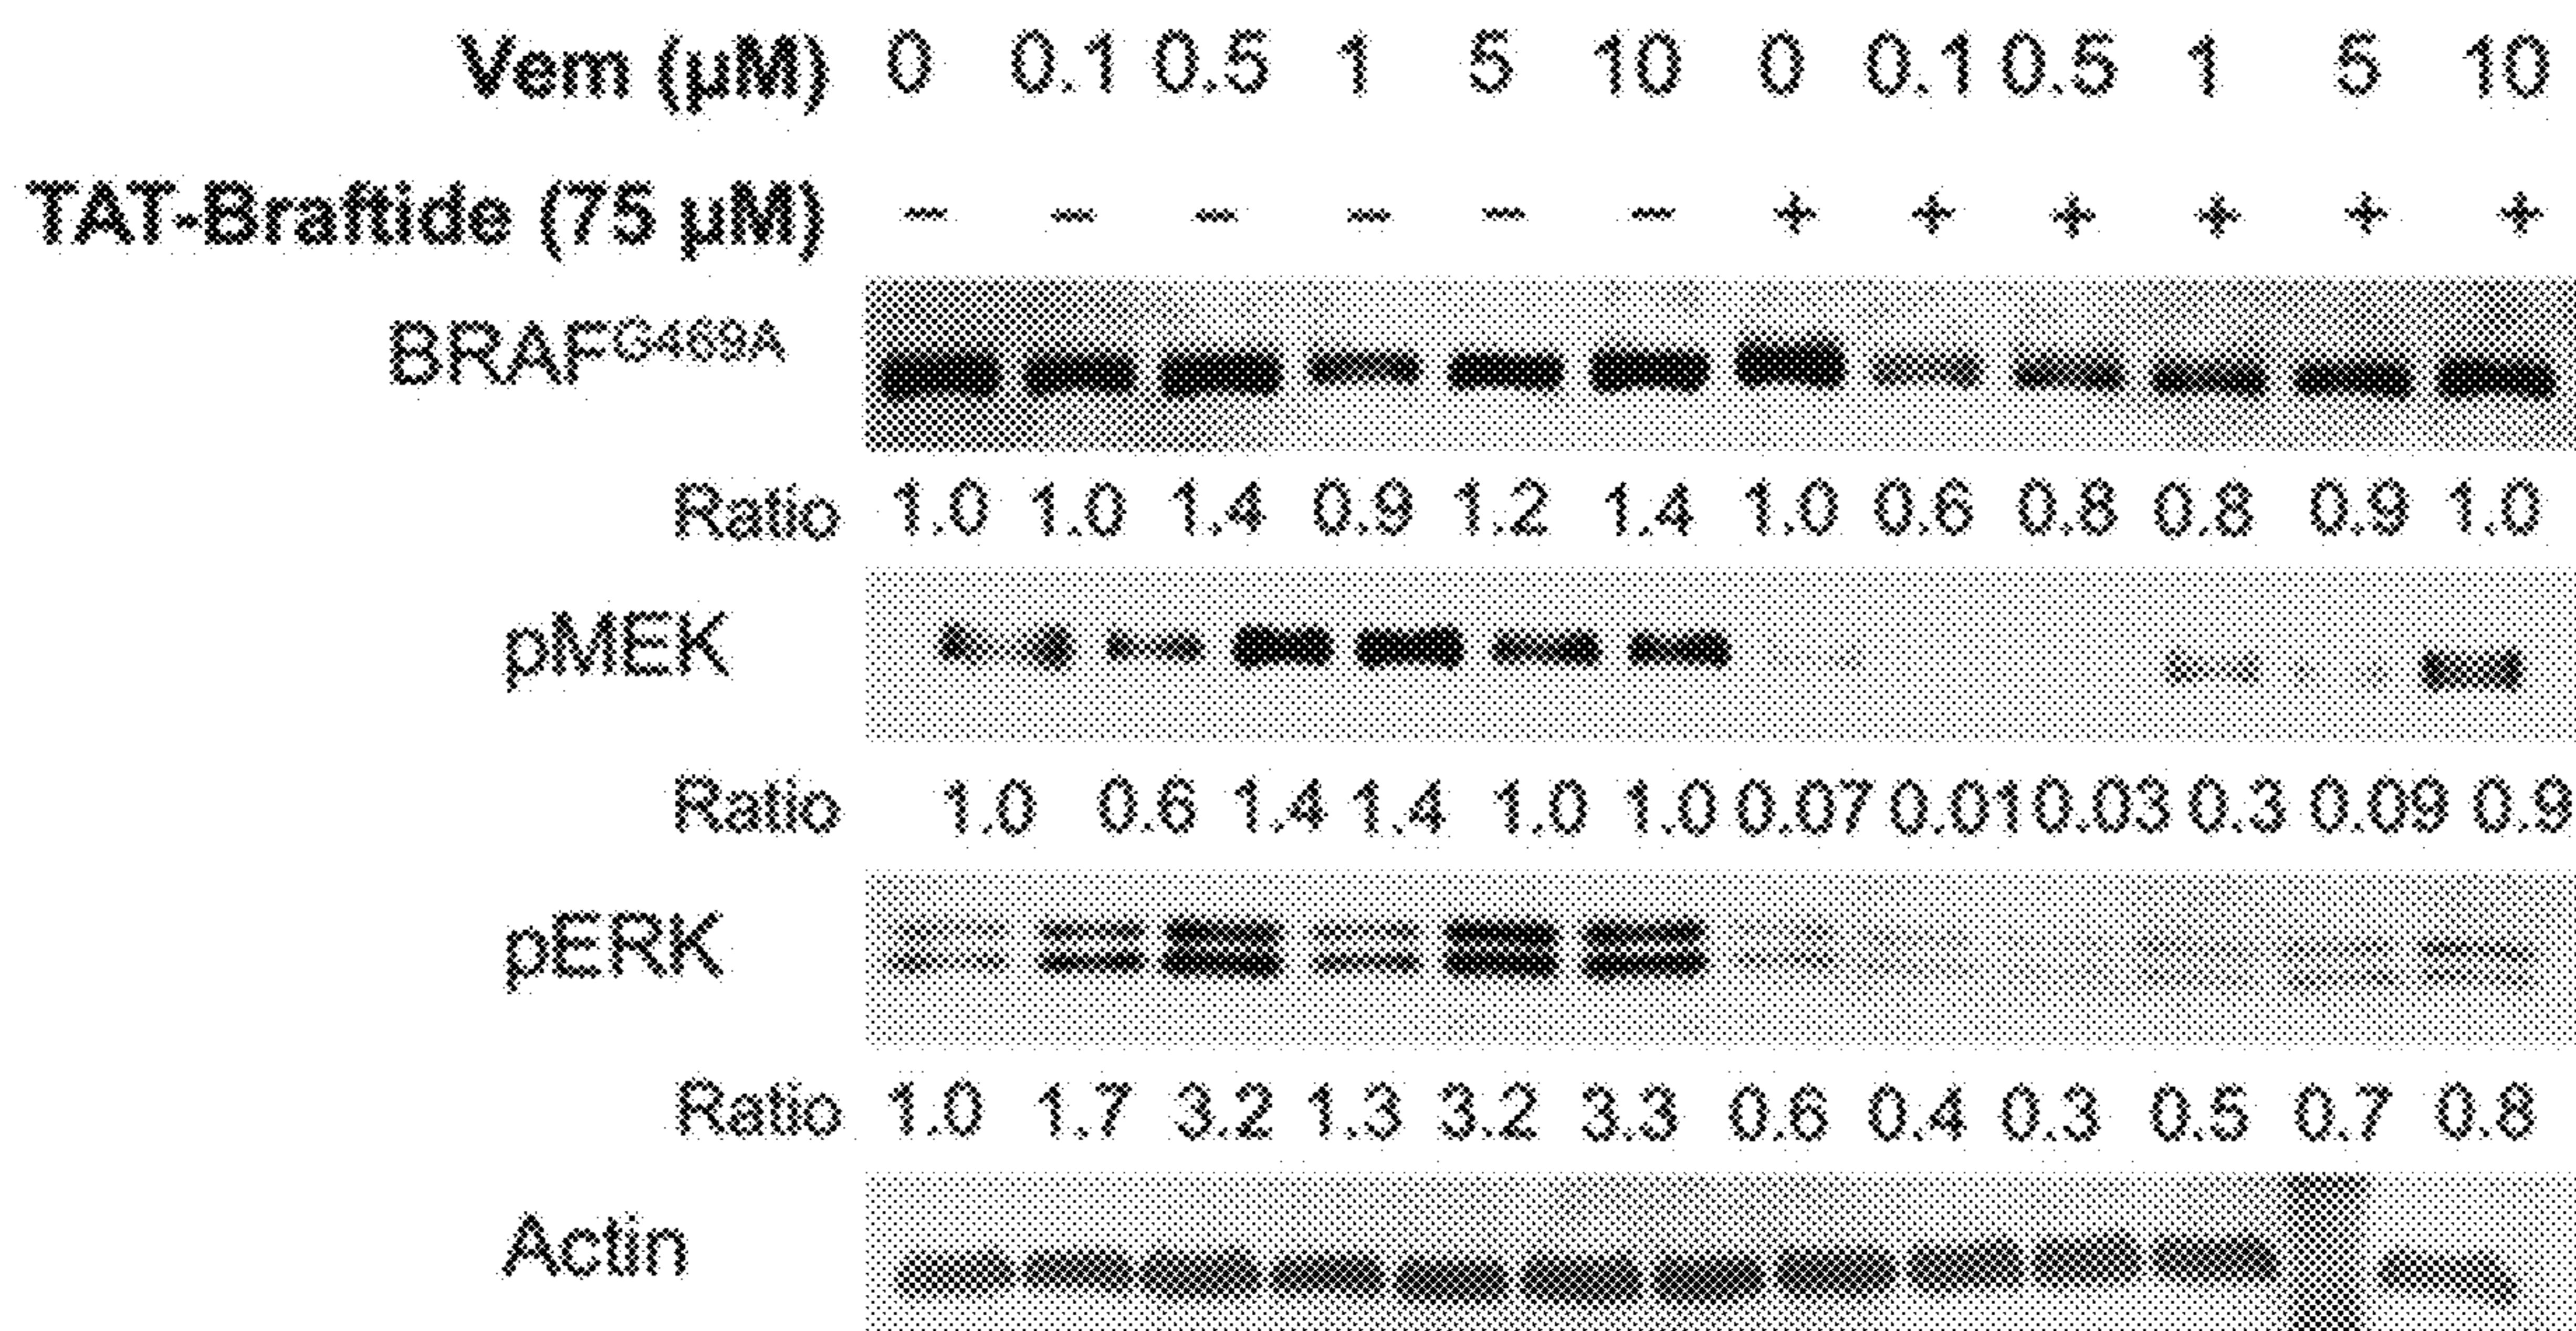 Vem (µM) 0 0.1 0.5 1 5 10 0 0.1 0.5 1 5 10
TAT-Braftide (75 µM) − − − − − − + + + + + +
BRAFG469A
Ratio 1.0 1.0 1.4 0.9 1.2 1.4 1.0 0.6 0.8 0.8 0.9 1.0
pMEK
Ratio 1.0 0.6 1.4 1.4 1.0 1.0 0.07 0.01 0.03 0.3 0.09 0.9
pERK
Ratio 1.0 1.7 3.2 1.3 3.2 3.3 0.6 0.4 0.3 0.5 0.7 0.8
Actin